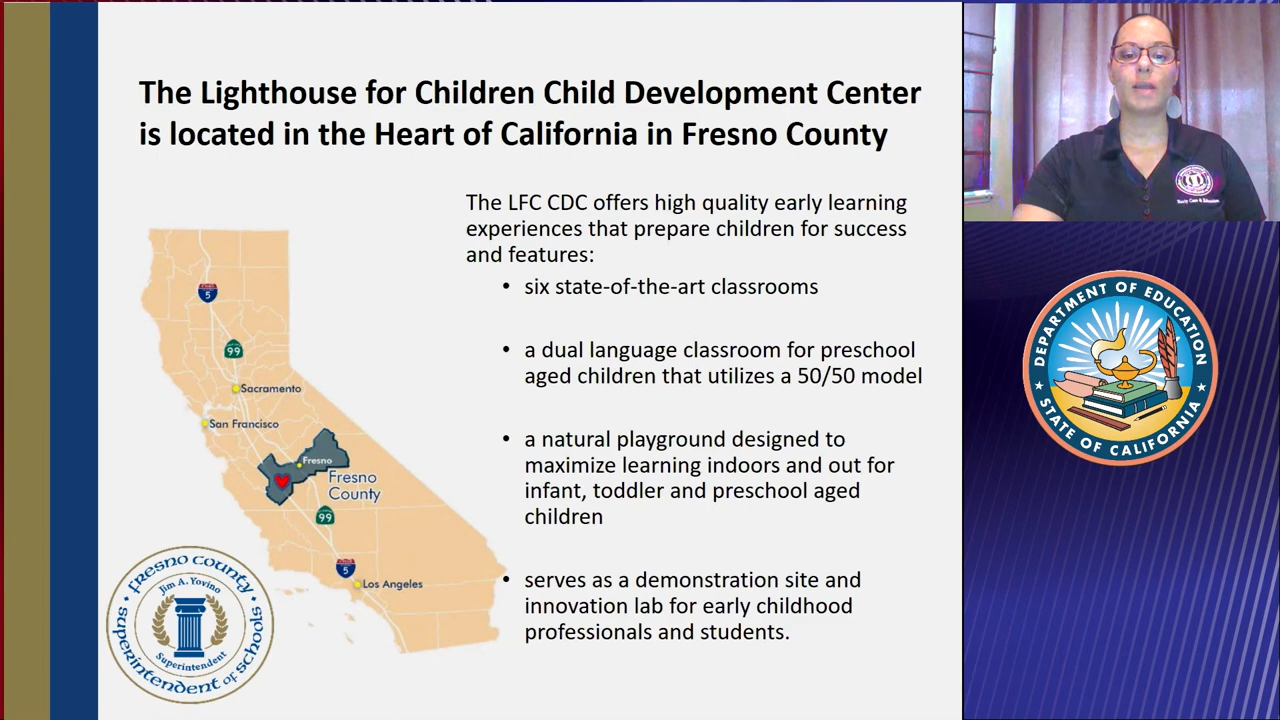 The Lighthouse for Children Child Development Center
is located in the Heart of California in Fresno County
The LFC CDC offers high quality early learning
experiences that prepare children for success
and features:
• six state-of-the-art classrooms
• a dual language classroom for preschool
aged children that utilizes a 50/50 model
• a natural playground designed to
maximize learning indoors and out for
infant, toddler and preschool aged
children
• serves as a demonstration site and
innovation lab for early childhood
professionals and students.
5
99
Sacramento
San Francisco
Fresno
Fresno
County
99
5
Los Angeles
FRESNO COUNTY
SUPERINTENDENT OF SCHOOLS
Jim A. Yovino
Superintendent
DEPARTMENT OF EDUCATION
STATE OF CALIFORNIA